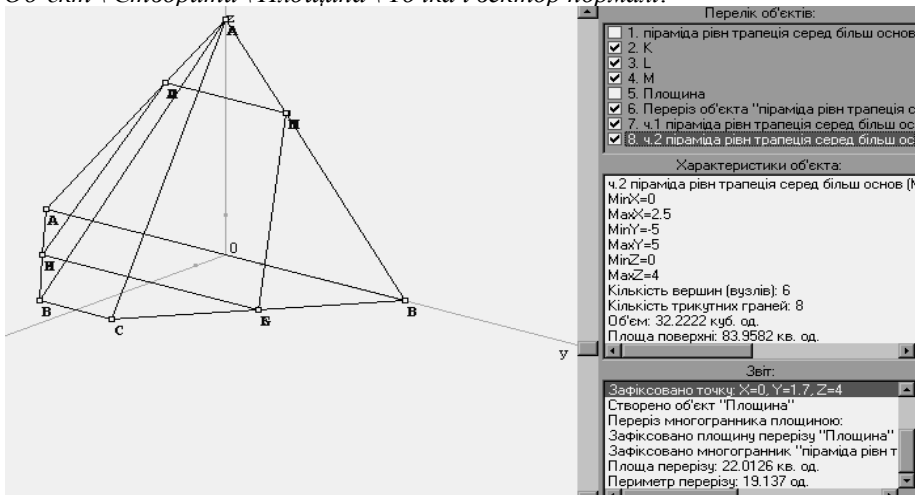 Об'єкт \ Створити \ Площина \ Точка і вектор нормалі.
Перелік об'єктів:
1. піраміда рівн трапеція серед більш основ
2. K
3. L
4. M
5. Площина
6. Переріз об'єкта "піраміда рівн трапеція с
7. ч.1 піраміда рівн трапеція серед більш ос
8. ч.2 піраміда рівн трапеція серед більш ос
Характеристики об'єкта:
ч.2 піраміда рівн трапеція серед більш основ (М
MinX=0
MaxX=2.5
MinY=-5
MaxY=5
MinZ=0
MaxZ=4
Кількість вершин (вузлів): 6
Кількість трикутних граней: 8
Об'єм: 32.2222 куб. од.
Площа поверхні: 83.9582 кв. од.
Звіт:
Зафіксовано точку: X=0, Y=1.7, Z=4
Створено об'єкт "Площина"
Переріз многогранника площиною:
Зафіксовано площину перерізу "Площина"
Зафіксовано многогранник "піраміда рівн т
Площа перерізу: 22.0126 кв. од.
Периметр перерізу: 19.137 од.
А
0
В
С
В
У